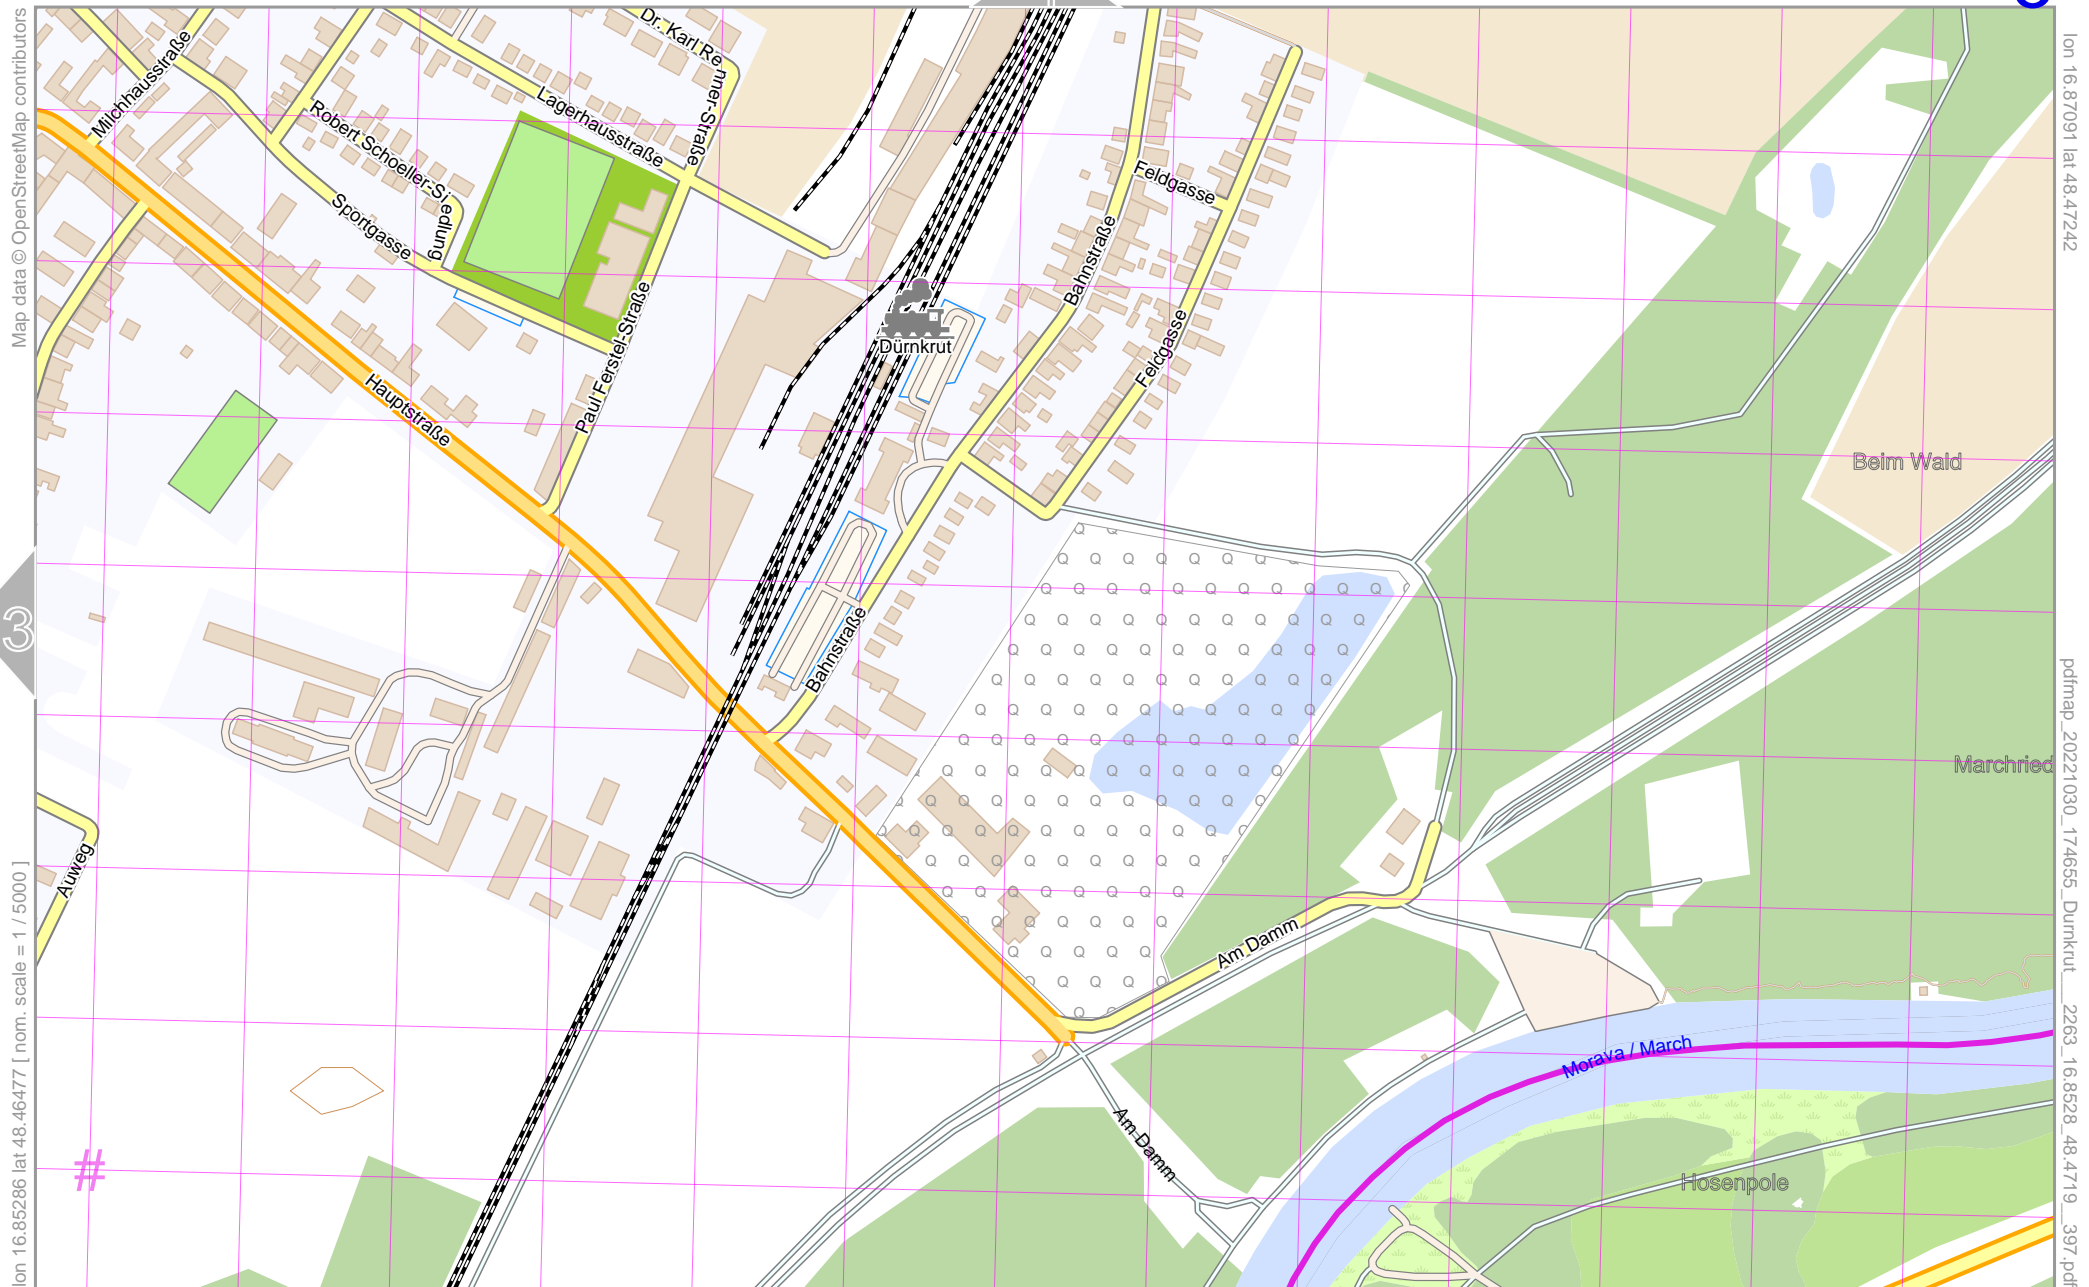 Map data © OpenStreetMap contributors
lon 16.87091 lat 48.47242
Dr. Karl Renner-Straße
Milchhausstraße
Lagerhausstraße
Robert Schoeller-Siedlung
Sportgasse
Feldgasse
Bahnstraße
Paul Ferstel-Straße
Dürnkrut
Feldgasse
Hauptstraße
Beim Wald
3
Bahnstraße
Marchried
Auweg
Am Damm
Morava / March
Am Damm
Hosenpole
#
lon 16.85286 lat 48.46477 [ nom. scale = 1 / 5000 ]
pdfmap_20221030_174655_Durnkrut__2263_16.8528_48.4719__397.pdf